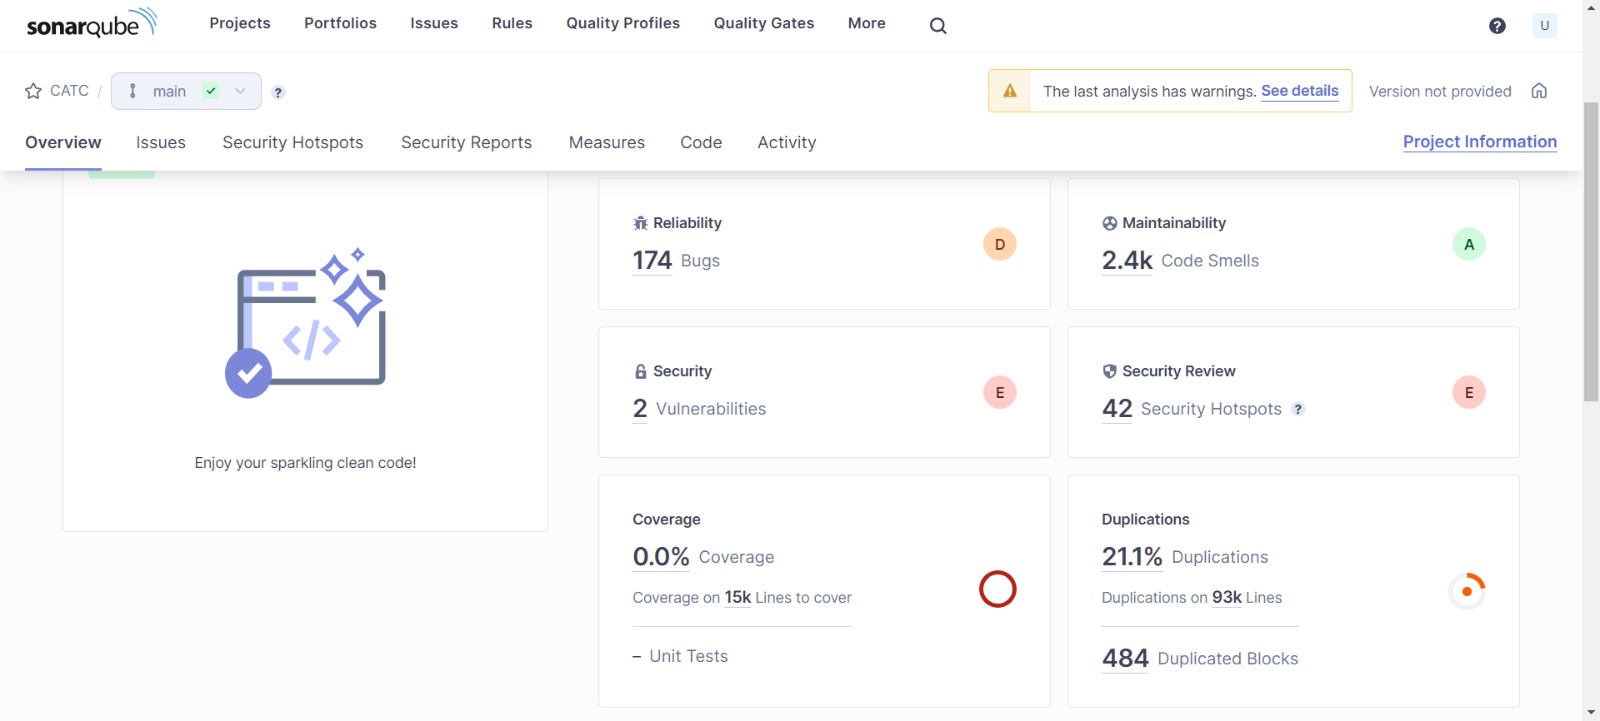 sonarqube Projects Portfolios Issues Rules Quality Profiles Quality Gates More ? U
CATC / main ? The last analysis has warnings. See details Version not provided
Overview Issues Security Hotspots Security Reports Measures Code Activity Project Information
Enjoy your sparkling clean code!
Reliability
174 Bugs
D
Maintainability
2.4k Code Smells
A
Security
2 Vulnerabilities
E
Security Review
42 Security Hotspots ?
E
Coverage
0.0% Coverage
Coverage on 15k Lines to cover
– Unit Tests
Duplications
21.1% Duplications
Duplications on 93k Lines
484 Duplicated Blocks